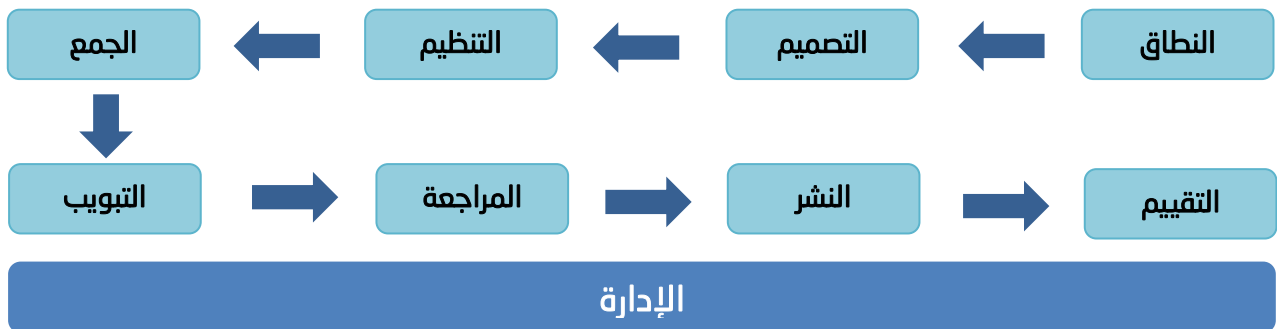 النطاق
التصميم
التنظيم
الجمع
التبويب
المراجعة
النشر
التقييم
الإدارة